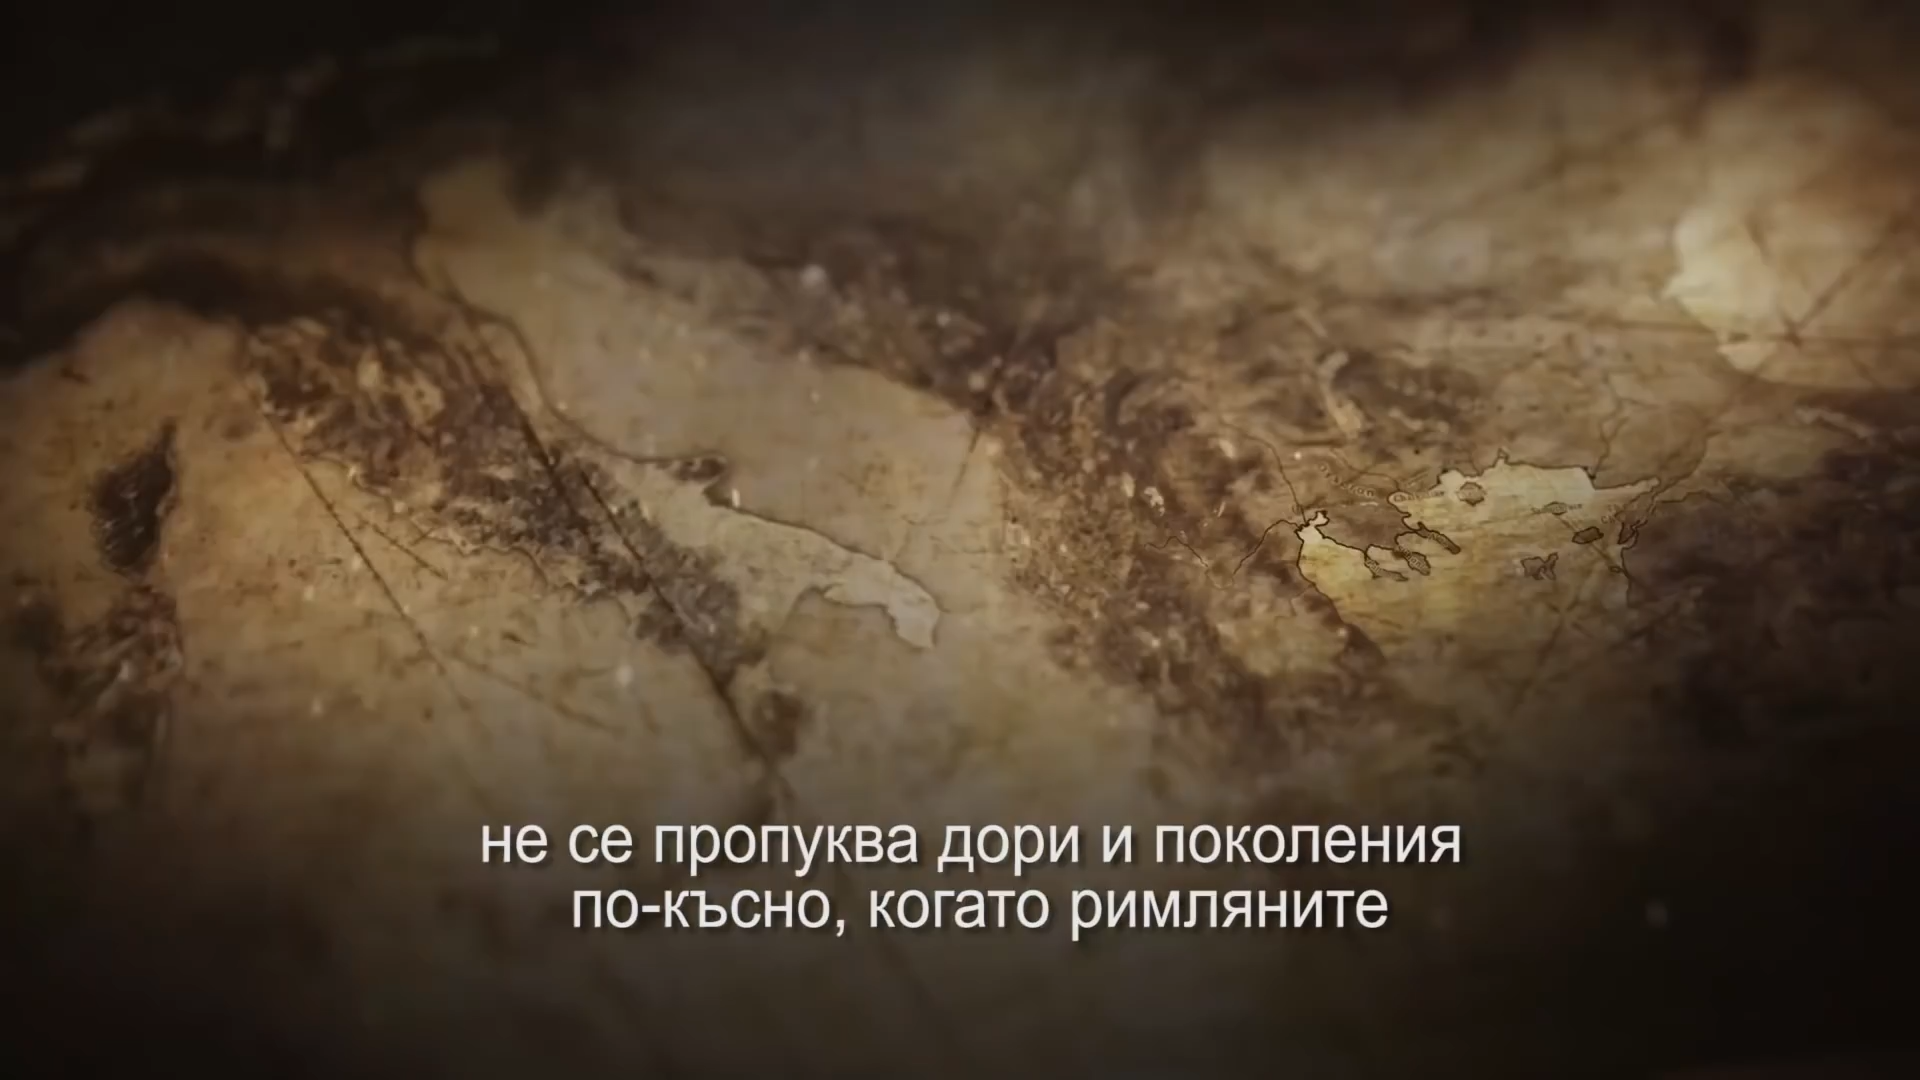 не се пропуква дори и поколения
по-късно, когато римляните